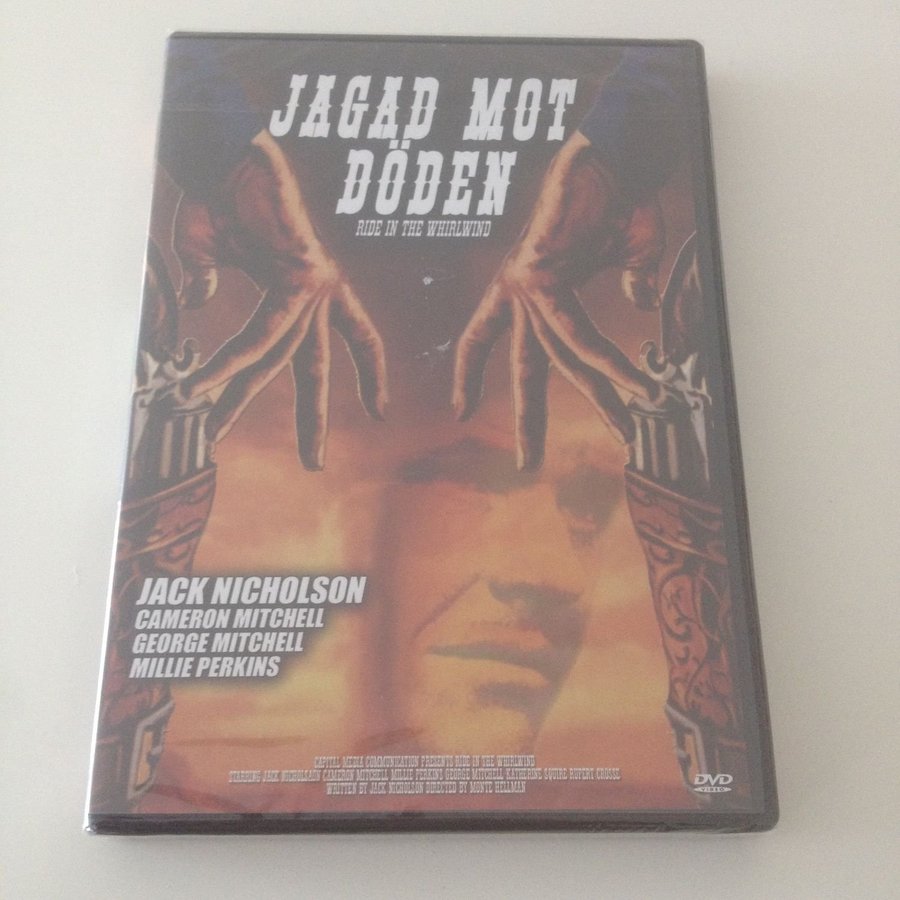 JAGAD MOT
DÖDEN
RIDE IN THE WHIRLWIND
JACK NICHOLSON
CAMERON MITCHELL
GEORGE MITCHELL
MILLIE PERKINS
CAPITAL MEDIA COMMUNICATION PRESENTS RIDE IN THE WHIRLWIND
STARRING JACK NICHOLSAUN CAMERON MITCHELL MILLIE PERKINS GEORGE MITCHELL KATHERINE SQUIRE RUPERT CROSSE
WRITTEN BY JACK NICHOLSON DIRECTED BY MONTE HELLMAN
DVD
VIDEO